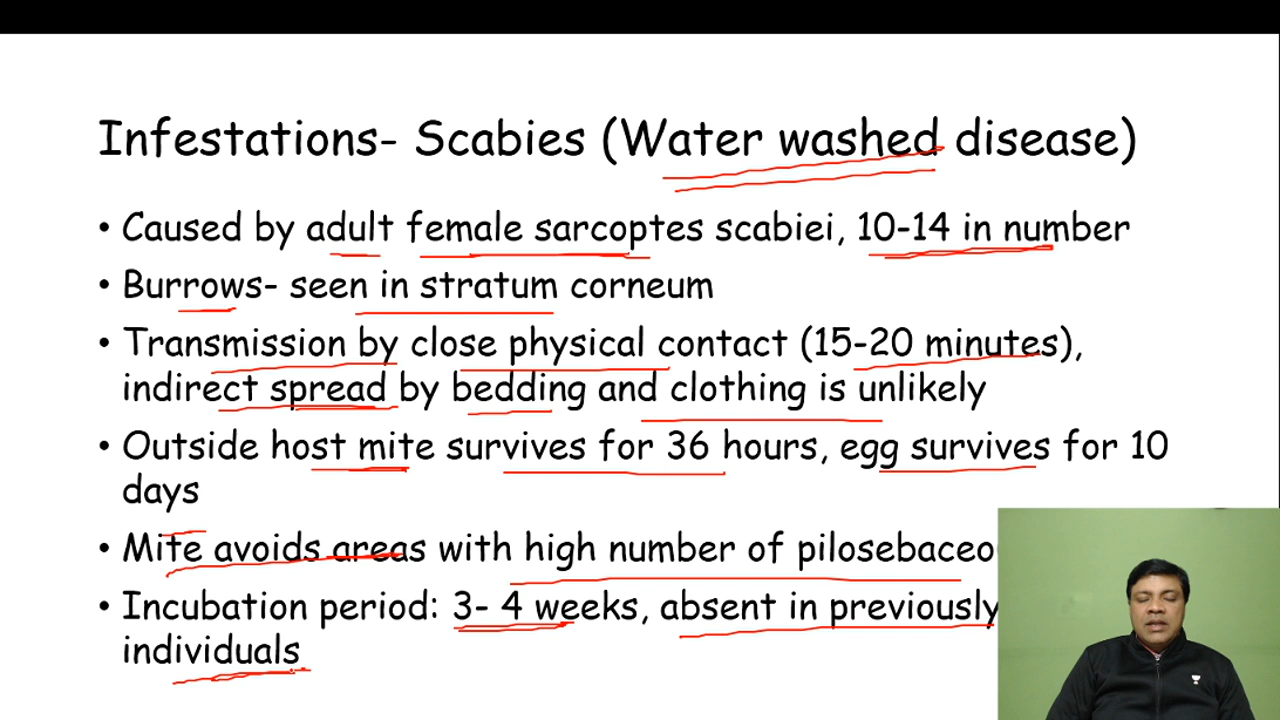 Infestations- Scabies (Water washed disease)
• Caused by adult female sarcoptes scabiei, 10-14 in number
• Burrows- seen in stratum corneum
• Transmission by close physical contact (15-20 minutes),
indirect spread by bedding and clothing is unlikely
• Outside host mite survives for 36 hours, egg survives for 10
days
• Mite avoids areas with high number of pilosebaceo
• Incubation period: 3- 4 weeks, absent in previously
individuals